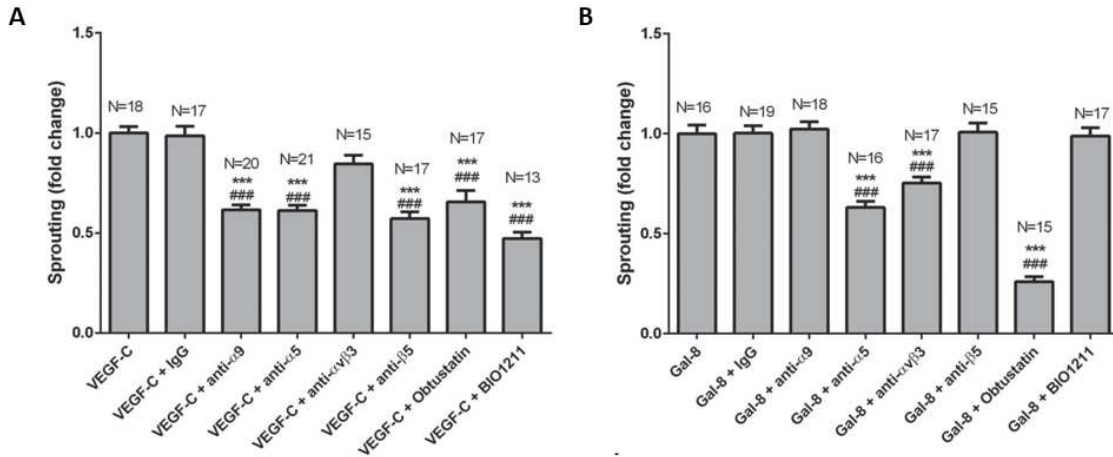 A
Sprouting (fold change)
1.5
1.0
0.5
0.0
N=18
N=17
N=20
***
###
N=21
***
###
N=15
N=17
***
###
N=17
***
###
N=13
***
###
VEGF-C
VEGF-C + IgG
VEGF-C + anti-α9
VEGF-C + anti-α5
VEGF-C + anti-αvβ3
VEGF-C + anti-β5
VEGF-C + Obtustatin
VEGF-C + BIO1211
B
Sprouting (fold change)
1.5
1.0
0.5
0.0
N=16
N=19
N=18
N=16
***
###
N=17
***
###
N=15
N=15
***
###
N=17
Gal-8
Gal-8 + IgG
Gal-8 + anti-α9
Gal-8 + anti-α5
Gal-8 + anti-αvβ3
Gal-8 + anti-β5
Gal-8 + Obtustatin
Gal-8 + BIO1211